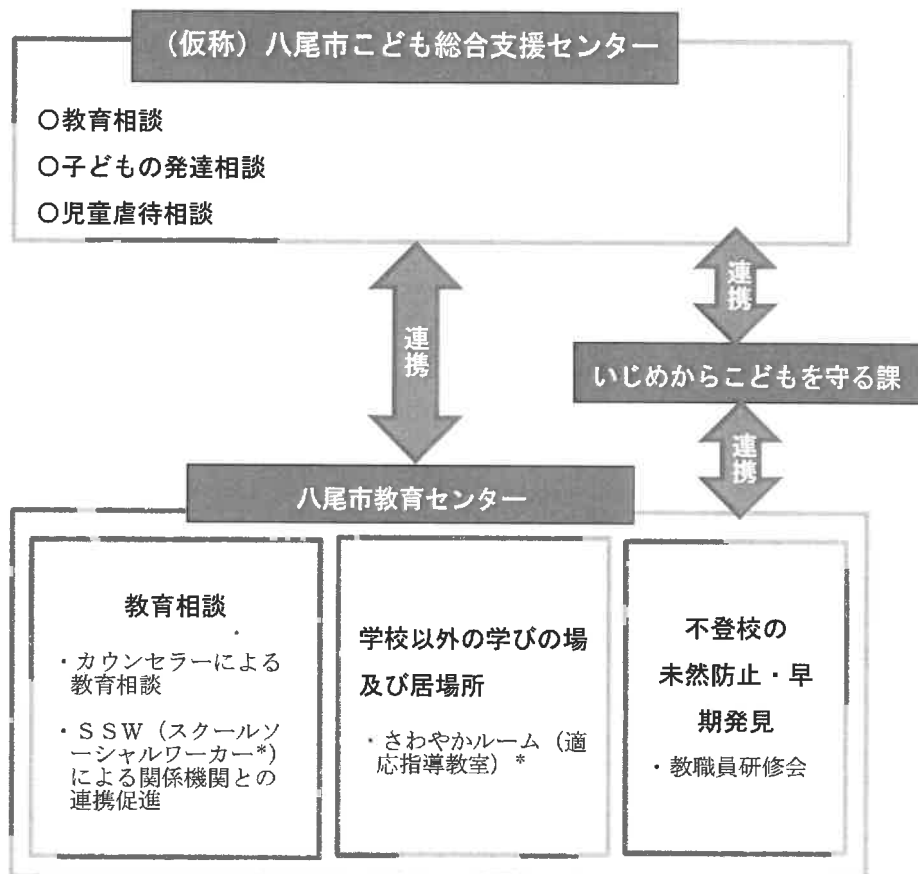 （仮称）八尾市こども総合支援センター
○教育相談
○子どもの発達相談
○児童虐待相談
連携
連携
いじめからこどもを守る課
連携
八尾市教育センター
教育相談
・カウンセラーによる
教育相談
・ＳＳＷ（スクールソ
ーシャルワーカー*）
による関係機関との
連携促進
学校以外の学びの場
及び居場所
・さわやかルーム（適
応指導教室）*
不登校の
未然防止・早
期発見
・教職員研修会